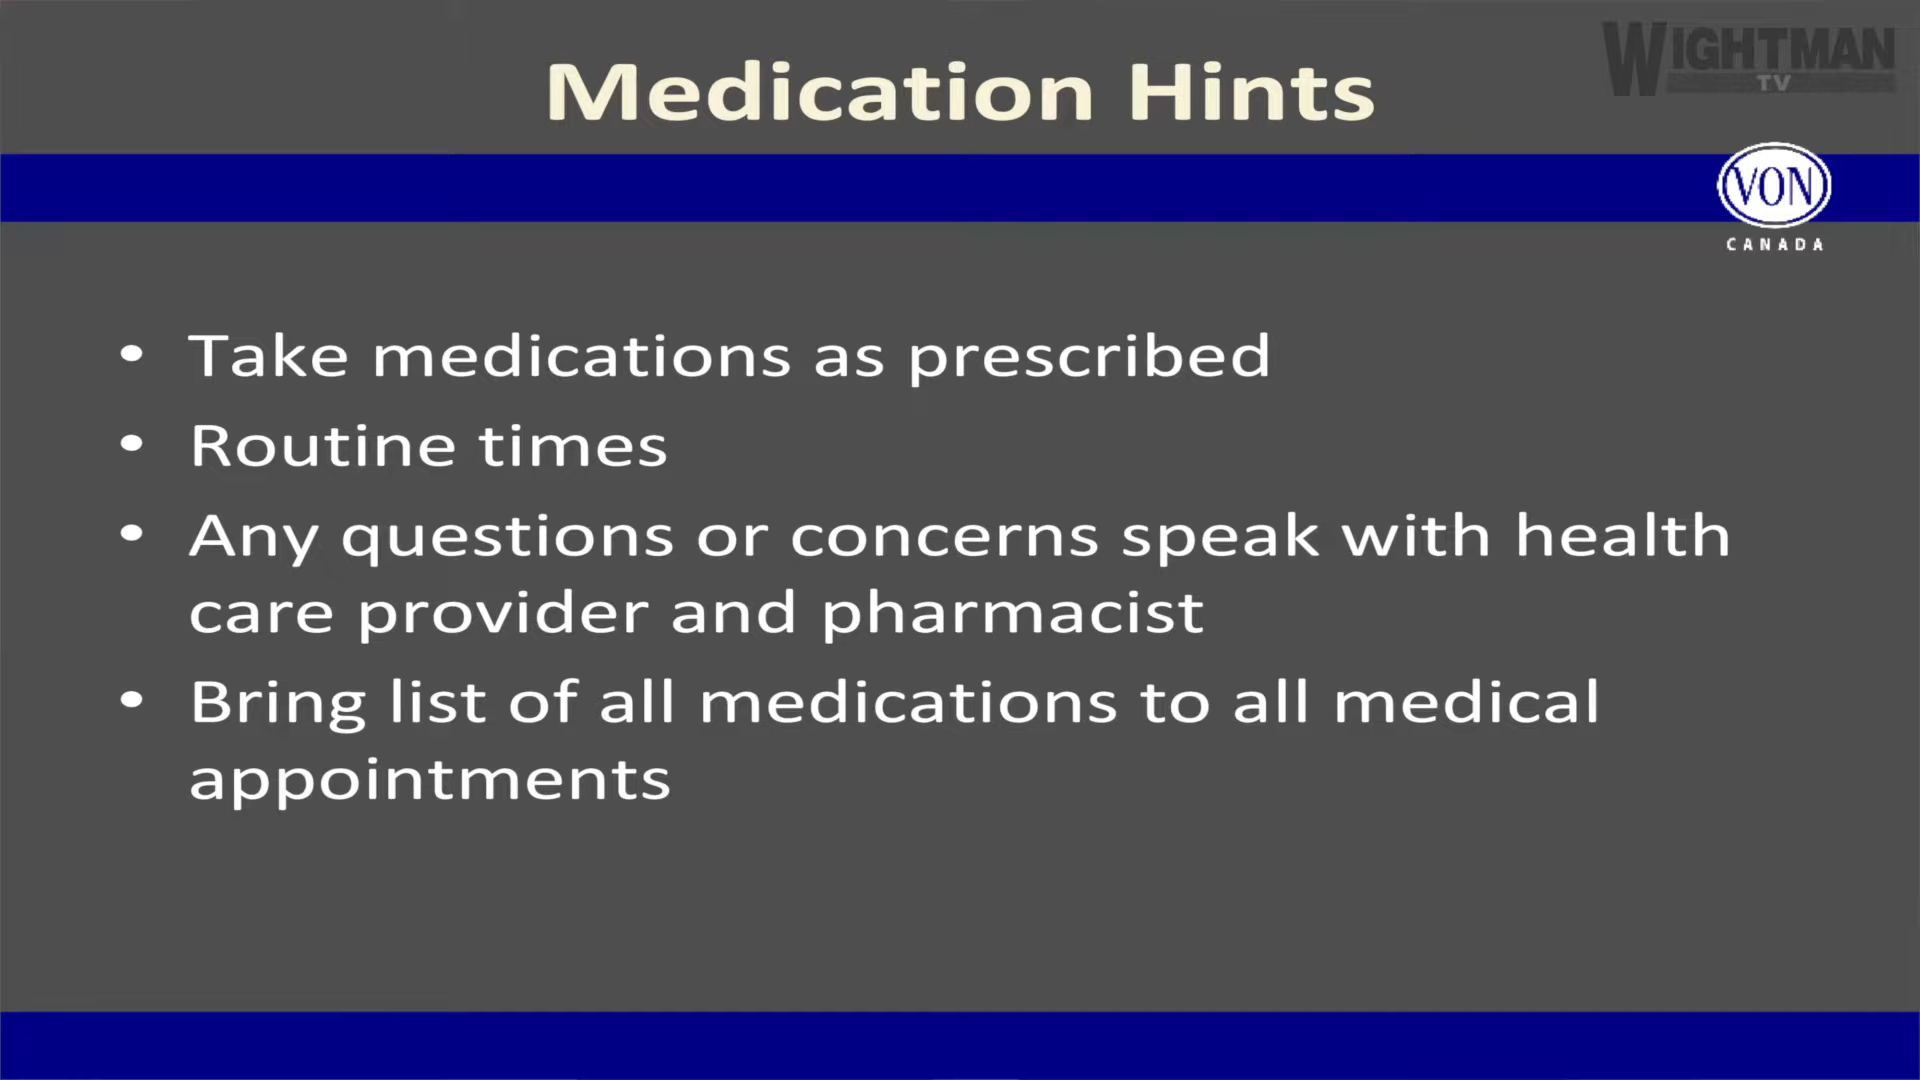 WIGHTMAN
TV
Medication Hints
VON
CANADA
• Take medications as prescribed
• Routine times
• Any questions or concerns speak with health
care provider and pharmacist
• Bring list of all medications to all medical
appointments